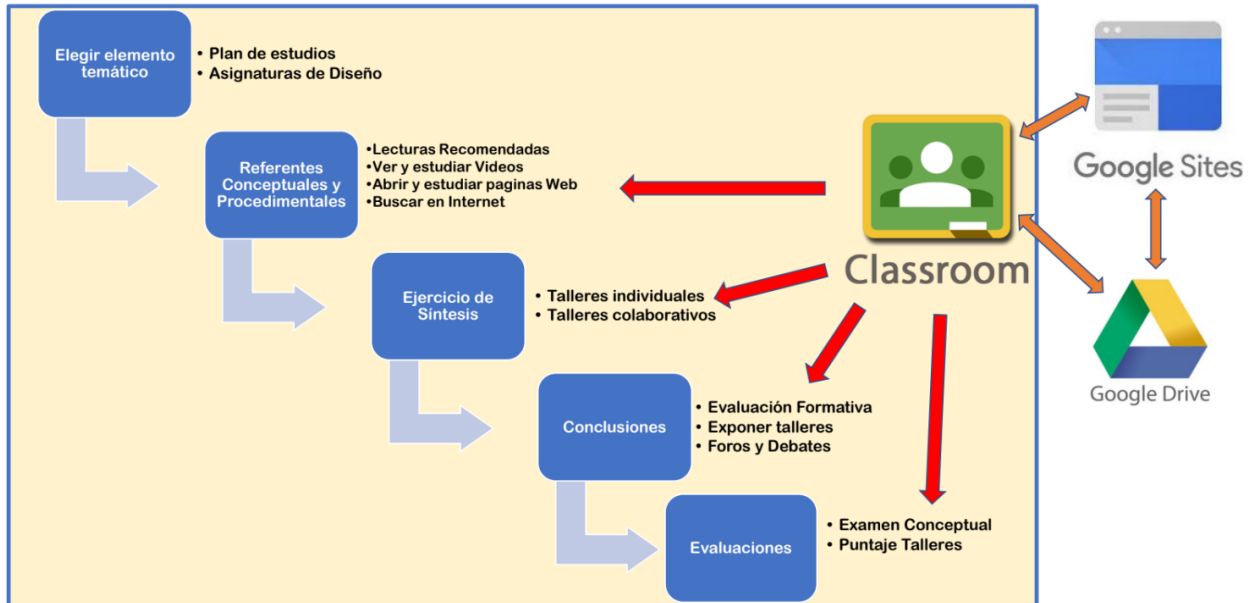 Elegir elemento
temático
• Plan de estudios
• Asignaturas de Diseño
Referentes
Conceptuales y
Procedimentales
•Lecturas Recomendadas
•Ver y estudiar Videos
•Abrir y estudiar paginas Web
•Buscar en Internet
Ejercicio de
Síntesis
• Talleres individuales
• Talleres colaborativos
Conclusiones
• Evaluación Formativa
• Exponer talleres
• Foros y Debates
Evaluaciones
• Examen Conceptual
• Puntaje Talleres
Classroom
Google Sites
Google Drive